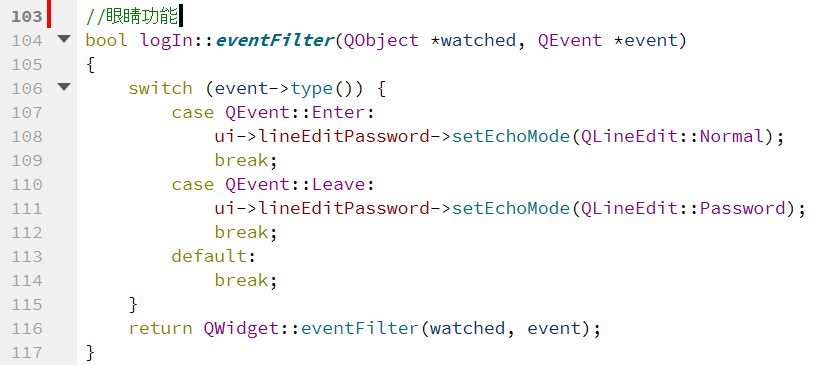 103 //眼睛功能
104 bool logIn::eventFilter(QObject *watched, QEvent *event)
105 {
106     switch (event->type()) {
107         case QEvent::Enter:
108             ui->lineEditPassword->setEchoMode(QLineEdit::Normal);
109             break;
110         case QEvent::Leave:
111             ui->lineEditPassword->setEchoMode(QLineEdit::Password);
112             break;
113         default:
114             break;
115     }
116     return QWidget::eventFilter(watched, event);
117 }